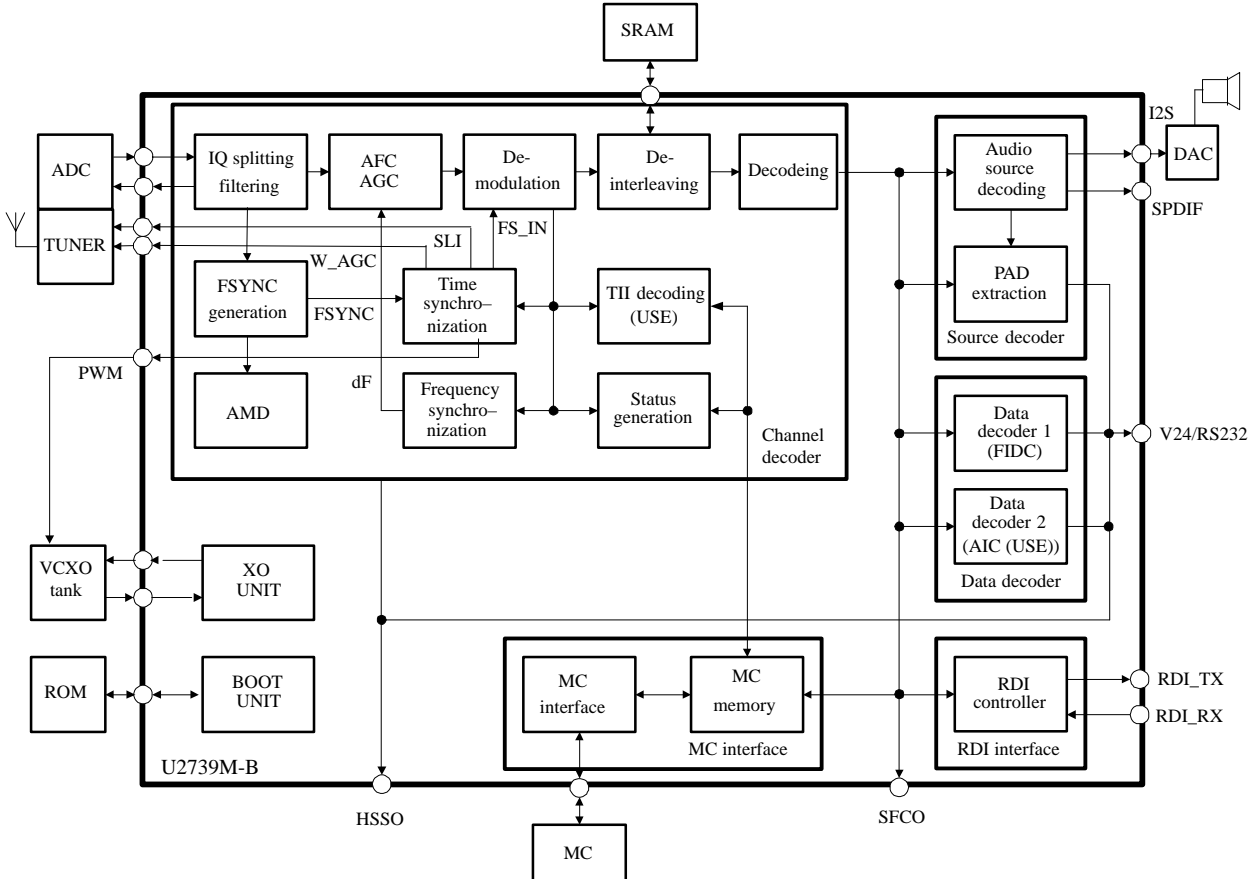 SRAM
I2S
ADC
IQ splitting
filtering
AFC
AGC
De-
modulation
De-
interleaving
Decodeing
Audio
source
decoding
DAC
SPDIF
TUNER
SLI
FS_IN
W_AGC
FSYNC
generation
FSYNC
Time
synchro–
nization
TII decoding
(USE)
PAD
extraction
Source decoder
PWM
dF
AMD
Frequency
synchro–
nization
Status
generation
Channel
decoder
Data
decoder 1
(FIDC)
V24/RS232
Data
decoder 2
(AIC (USE))
Data decoder
VCXO
tank
XO
UNIT
ROM
BOOT
UNIT
MC
interface
MC
memory
MC interface
RDI
controller
RDI interface
RDI_TX
RDI_RX
U2739M-B
HSSO
SFCO
MC